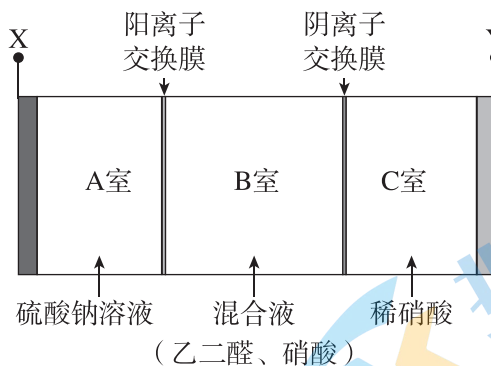 X
阳离子
交换膜
阴离子
交换膜
A室
B室
C室
硫酸钠溶液
混合液
稀硝酸
（乙二醛、硝酸）